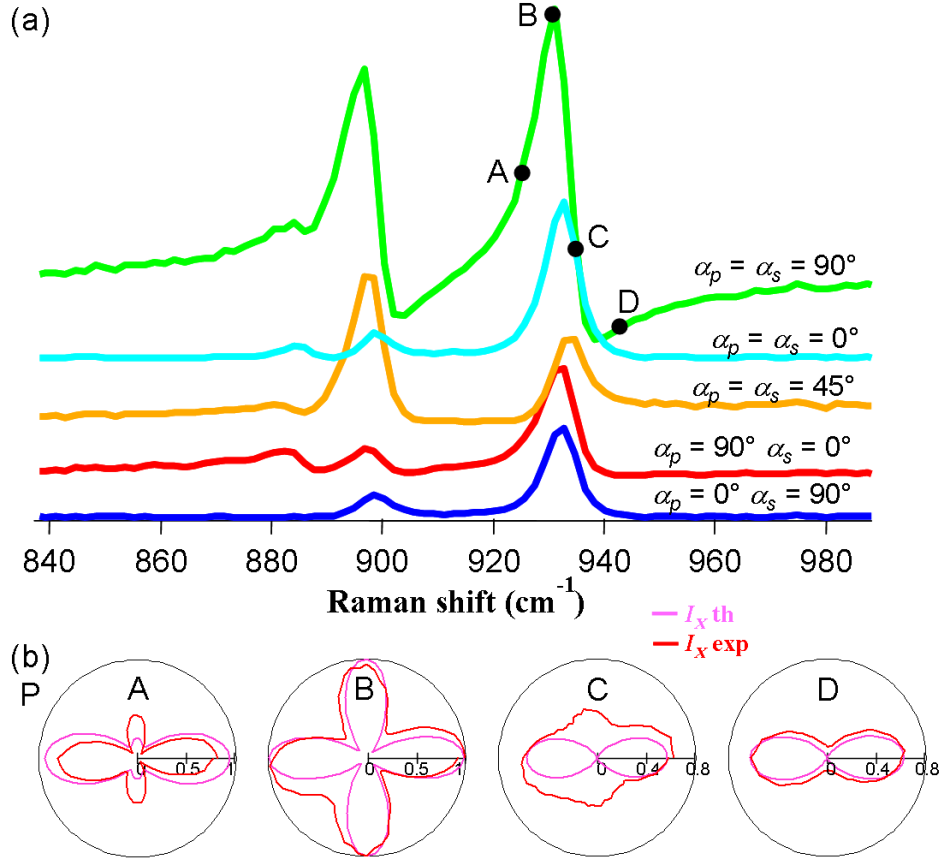 (a)
B
A
C
D
αp = αs = 90°
αp = αs = 0°
αp = αs = 45°
αp = 90° αs = 0°
αp = 0° αs = 90°
840 860 880 900 920 940 960 980
Raman shift (cm-1)
IX th
IX exp
(b)
P
A
B
C
D
0 0.5 1
0 0.5 1
0 0.4 0.8
0 0.4 0.8